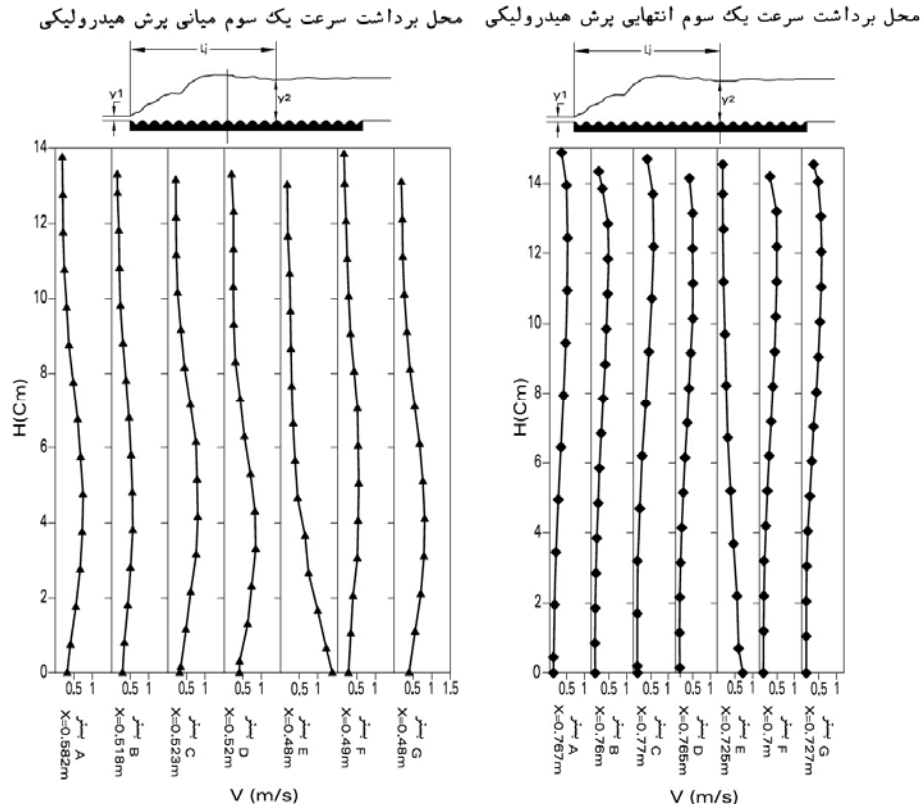 محل برداشت سرعت یک سوم میانی پرش هیدرولیکی
Lj
y1
y2
14
12
10
8
6
4
2
0
H(Cm)
0.5 1 0.5 1 0.5 1 0.5 1 0.5 1 0.5 1 0.5 1 1.5
بستر A
X=0.582m
بستر B
X=0.518m
بستر C
X=0.523m
بستر D
X=0.52m
بستر E
X=0.48m
بستر F
X=0.49m
بستر G
X=0.489m
V (m/s)
محل برداشت سرعت یک سوم انتهایی پرش هیدرولیکی
Lj
y1
y2
14
12
10
8
6
4
2
0
H(Cm)
0.5 1 0.5 1 0.5 1 0.5 1 0.5 1 0.5 1 0.5 1
بستر A
X=0.767m
بستر B
X=0.76m
بستر C
X=0.77m
بستر D
X=0.765m
بستر E
X=0.725m
بستر F
X=0.7m
بستر G
X=0.727m
V (m/s)